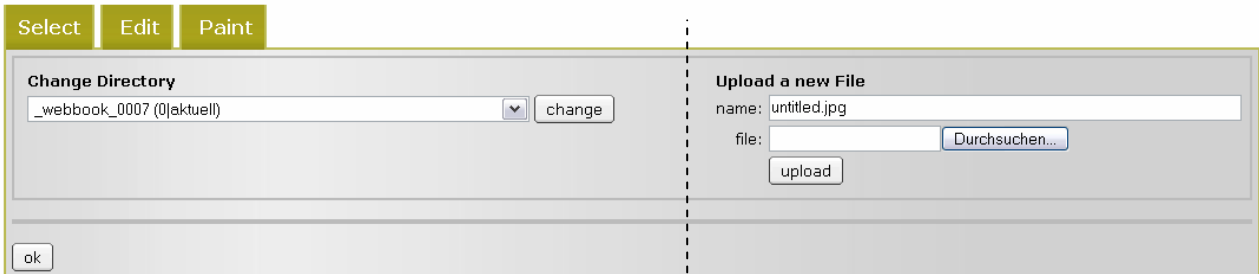 Select Edit Paint
Change Directory
_webbook_0007 (0|aktuell) change
Upload a new File
name: untitled.jpg
file: Durchsuchen...
upload
ok